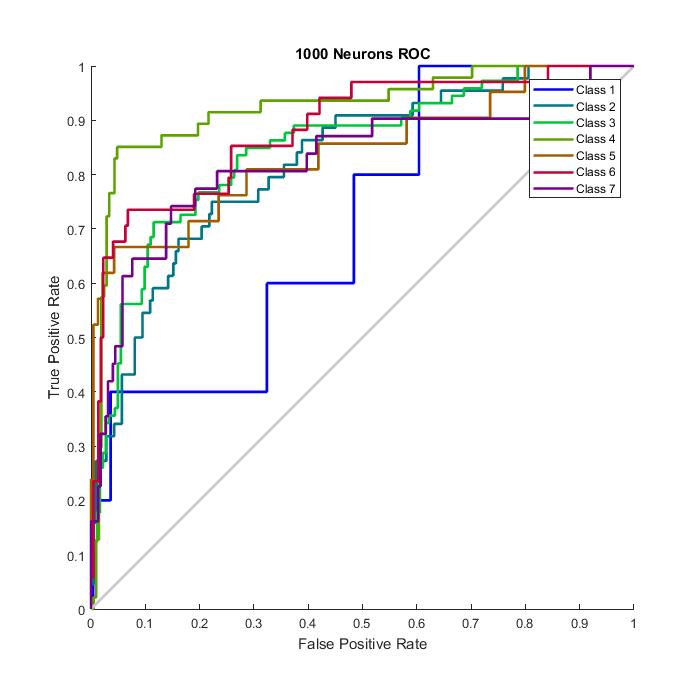 1000 Neurons ROC
True Positive Rate
1
0.9
0.8
0.7
0.6
0.5
0.4
0.3
0.2
0.1
0
Class 1
Class 2
Class 3
Class 4
Class 5
Class 6
Class 7
0 0.1 0.2 0.3 0.4 0.5 0.6 0.7 0.8 0.9 1
False Positive Rate